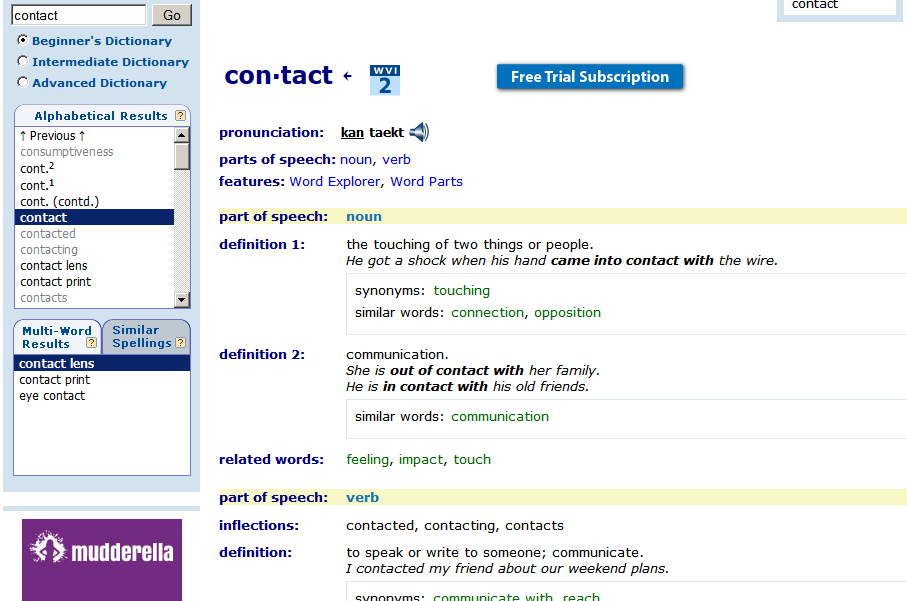 contact
Go
Beginner's Dictionary
Intermediate Dictionary
Advanced Dictionary
Alphabetical Results ?
↑ Previous ↑
consumptiveness
cont.²
cont.¹
cont. (contd.)
contact
contacted
contacting
contact lens
contact print
contacts
Multi-Word Results ?
Similar Spellings ?
contact lens
contact print
eye contact
mudderella
contact
con·tact
WVI
2
Free Trial Subscription
pronunciation: kan taekt
parts of speech: noun, verb
features: Word Explorer, Word Parts
part of speech: noun
definition 1: the touching of two things or people.
He got a shock when his hand came into contact with the wire.
synonyms: touching
similar words: connection, opposition
definition 2: communication.
She is out of contact with her family.
He is in contact with his old friends.
similar words: communication
related words: feeling, impact, touch
part of speech: verb
inflections: contacted, contacting, contacts
definition: to speak or write to someone; communicate.
I contacted my friend about our weekend plans.
synonyms: communicate with, reach